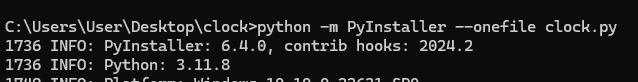 C:\Users\User\Desktop\clock>python -m PyInstaller --onefile clock.py
1736 INFO: PyInstaller: 6.4.0, contrib hooks: 2024.2
1736 INFO: Python: 3.11.8